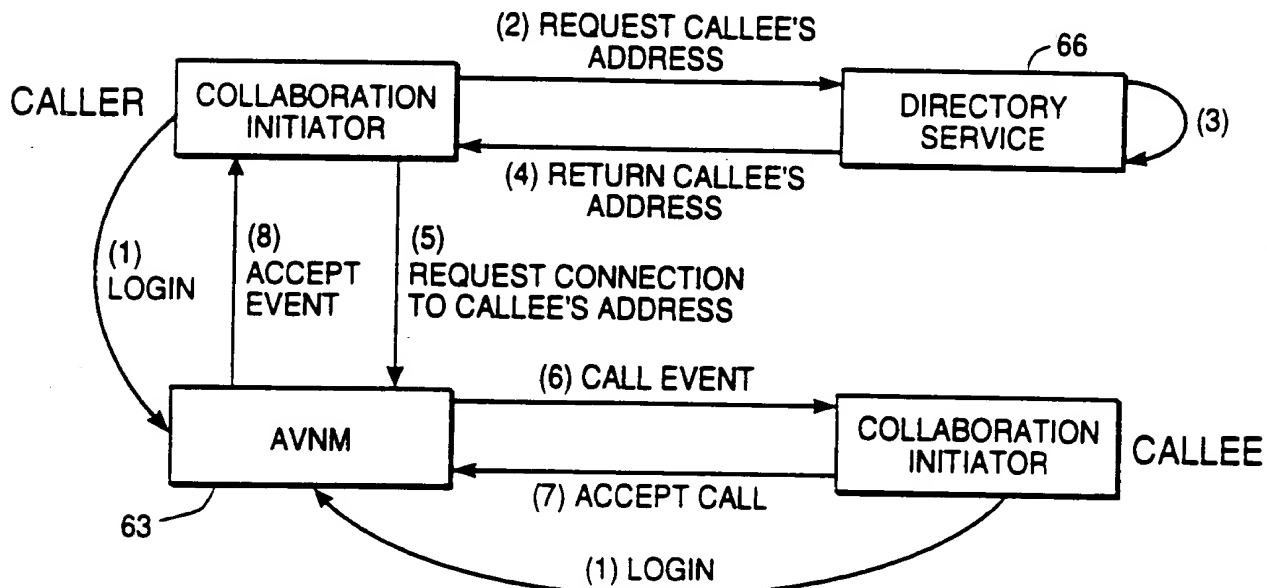 (2) REQUEST CALLEE'S
ADDRESS
66
CALLER
COLLABORATION
INITIATOR
DIRECTORY
SERVICE
(3)
(4) RETURN CALLEE'S
ADDRESS
(1)
LOGIN
(8)
ACCEPT
EVENT
(5)
REQUEST CONNECTION
TO CALLEE'S ADDRESS
(6) CALL EVENT
AVNM
COLLABORATION
INITIATOR
CALLEE
(7) ACCEPT CALL
63
(1) LOGIN